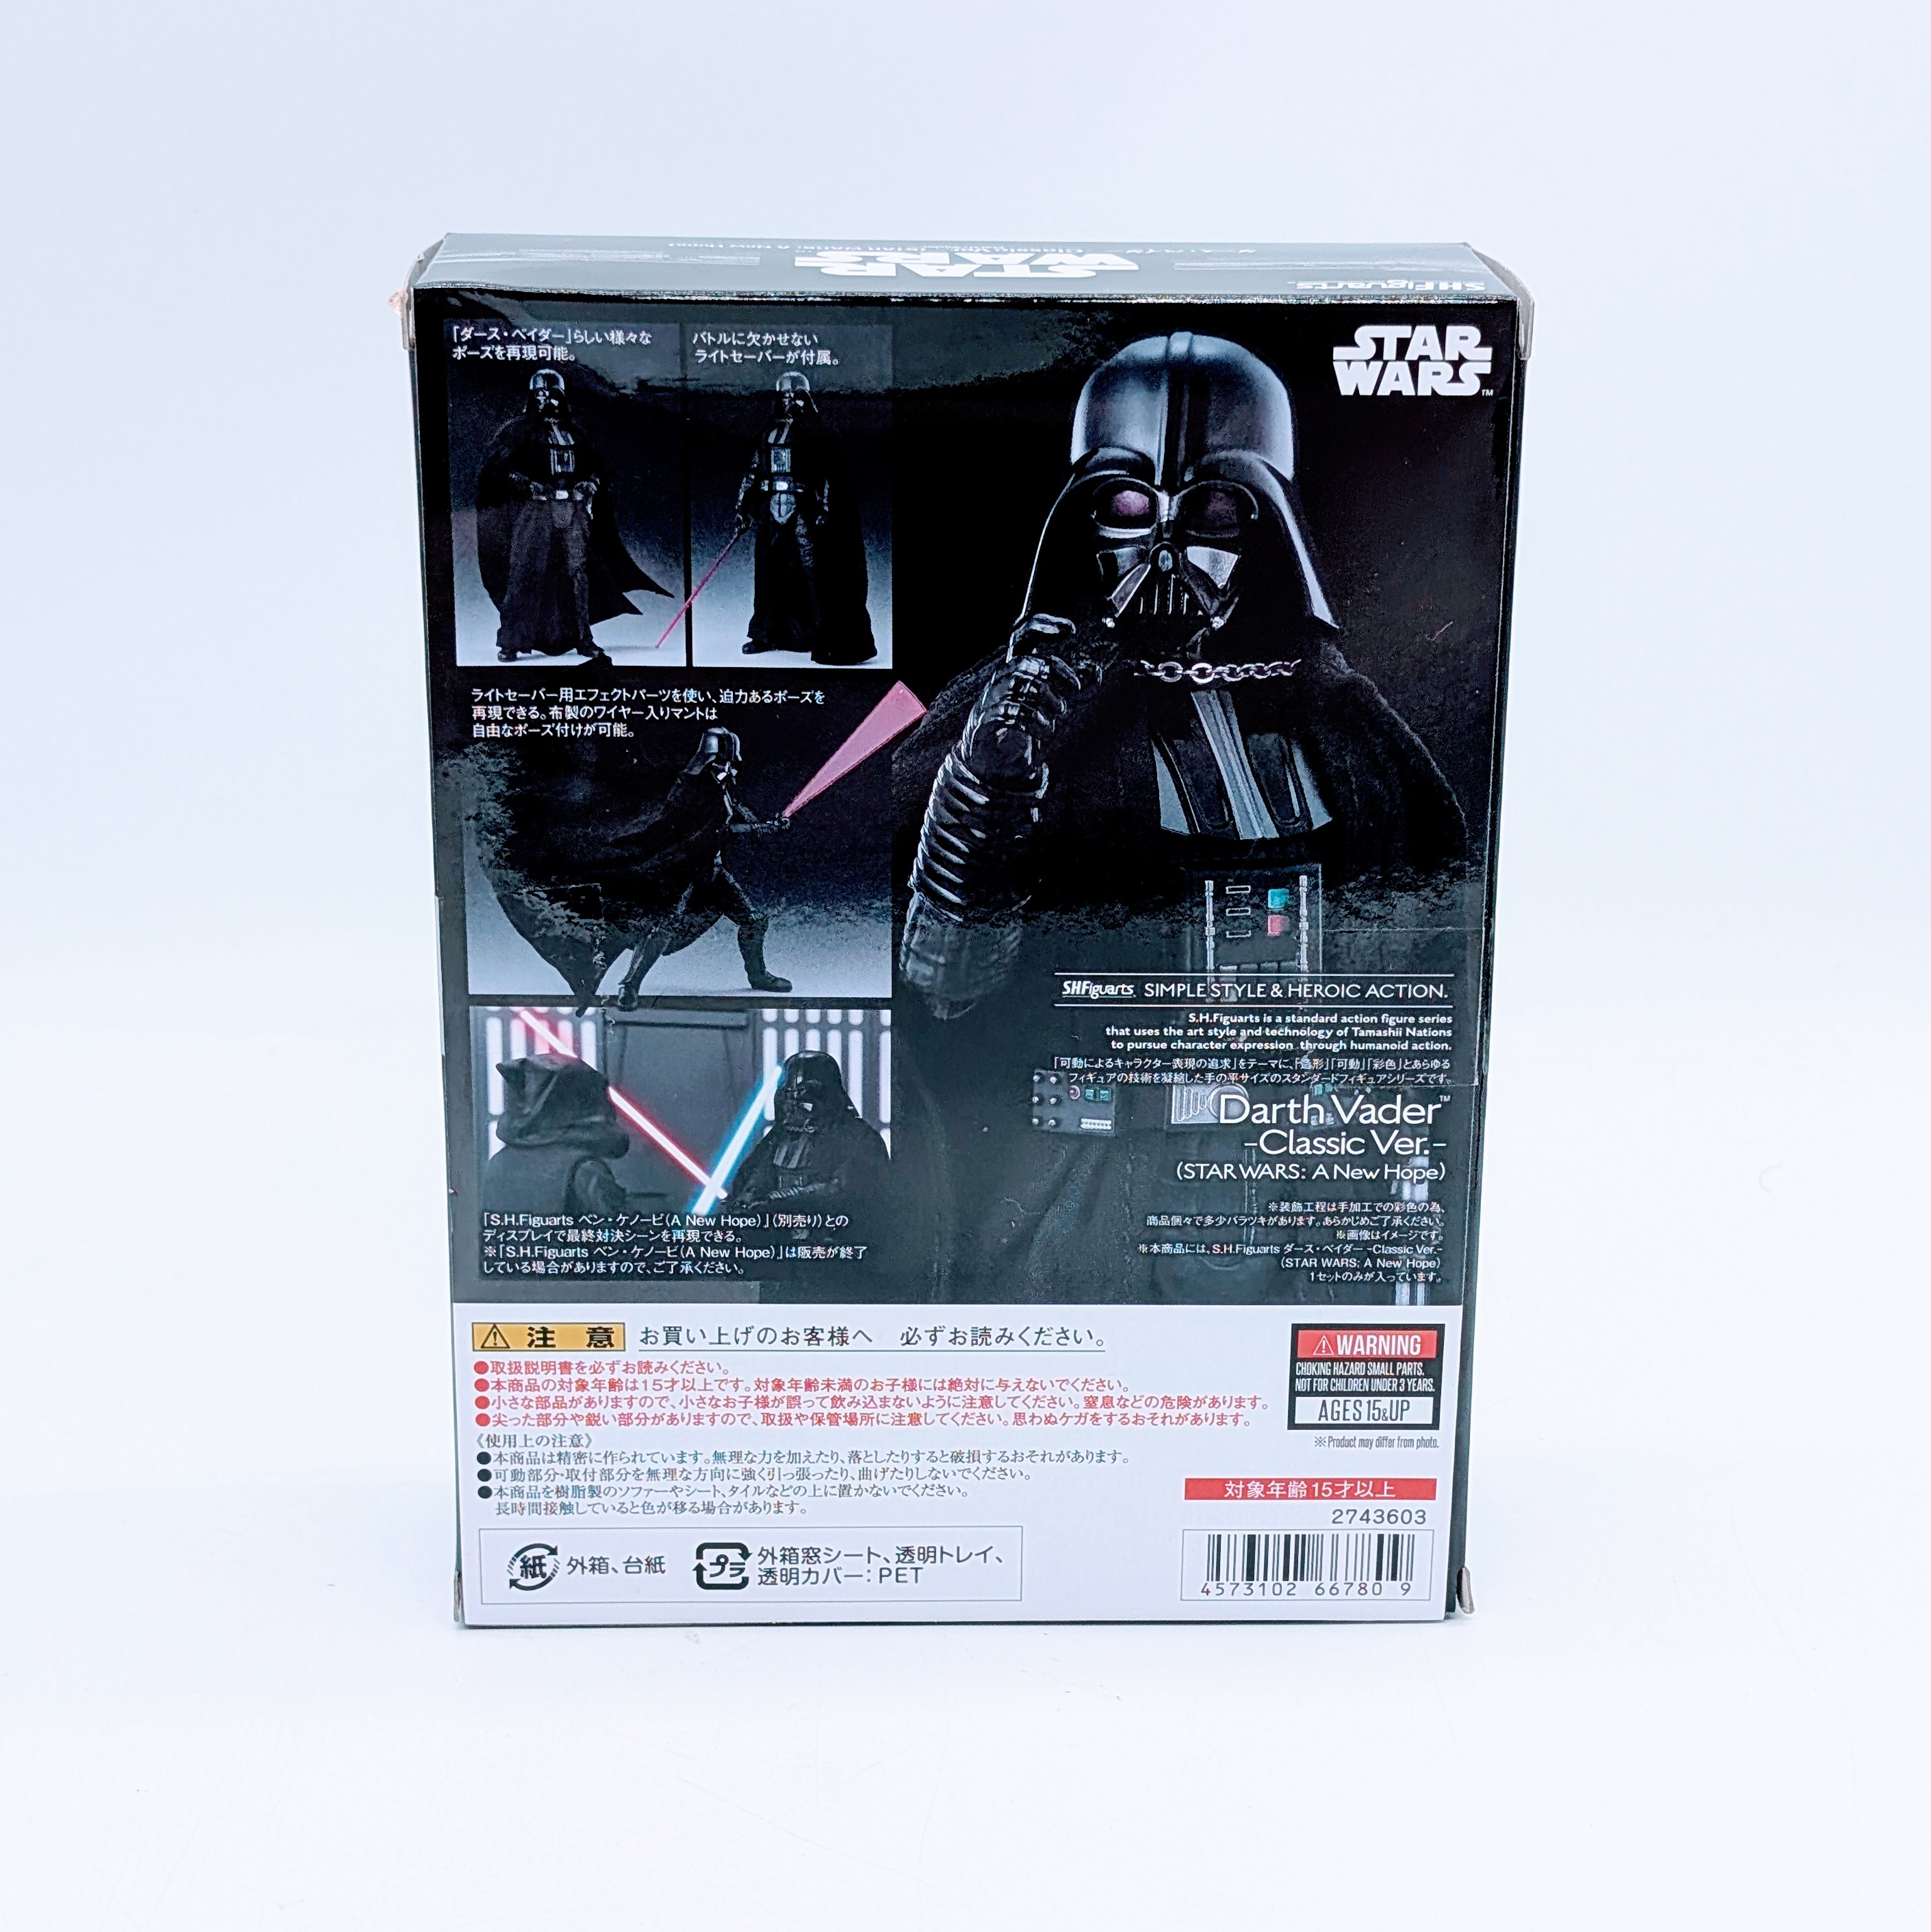 STAR
WARS
SHFiguarts
「ダース・ベイダー」らしい様々な
ポーズを再現可能。
バトルに欠かせない
ライトセーバーが付属。
STAR
WARS™
ライトセーバー用エフェクトパーツを使い、迫力あるポーズを
再現できる。布製のワイヤー入りマントは
自由なポーズ付けが可能。
「S.H.Figuarts ベン・ケノービ(A New Hope)」(別売り)との
ディスプレイで最終対決シーンを再現できる。
※「S.H.Figuarts ベン・ケノービ(A New Hope)」は販売が終了
している場合がありますので、ご了承ください。
SHFiguarts SIMPLE STYLE & HEROIC ACTION.
S.H.Figuarts is a standard action figure series
that uses the art style and technology of Tamashii Nations
to pursue character expression through humanoid action.
「可動によるキャラクター表現の追求」をテーマに、「造形」「可動」「彩色」とあらゆる
フィギュアの技術を凝縮した手の平サイズのスタンダードフィギュアシリーズです。
Darth Vader™
-Classic Ver.-
(STAR WARS: A New Hope)
※装飾工程は手加工での彩色の為、
商品個々で多少バラツキがあります。あらかじめご了承ください。
※画像はイメージです。
※本商品には、S.H.Figuarts ダース・ベイダー -Classic Ver.-
(STAR WARS: A New Hope)
1セットのみが入っています。
注意 お買い上げのお客様へ 必ずお読みください。
●取扱説明書を必ずお読みください。
●本商品の対象年齢は15才以上です。対象年齢未満のお子様には絶対に与えないでください。
●小さな部品がありますので、小さなお子様が誤って飲み込まないように注意してください。窒息などの危険があります。
●尖った部分や鋭い部分がありますので、取扱や保管場所に注意してください。思わぬケガをするおそれがあります。
《使用上の注意》
●本商品は精密に作られています。無理な力を加えたり、落としたりすると破損するおそれがあります。
●可動部分・取付部分を無理な方向に強く引っ張ったり、曲げたりしないでください。
●本商品を樹脂製のソファーやシート、タイルなどの上に置かないでください。
長時間接触していると色が移る場合があります。
紙 外箱、台紙
プラ 外箱窓シート、透明トレイ、
透明カバー:PET
WARNING
CHOKING HAZARD SMALL PARTS.
NOT FOR CHILDREN UNDER 3 YEARS.
AGES 15 & UP
※Product may differ from photo.
対象年齢15才以上
2743603
4573102 66780 9